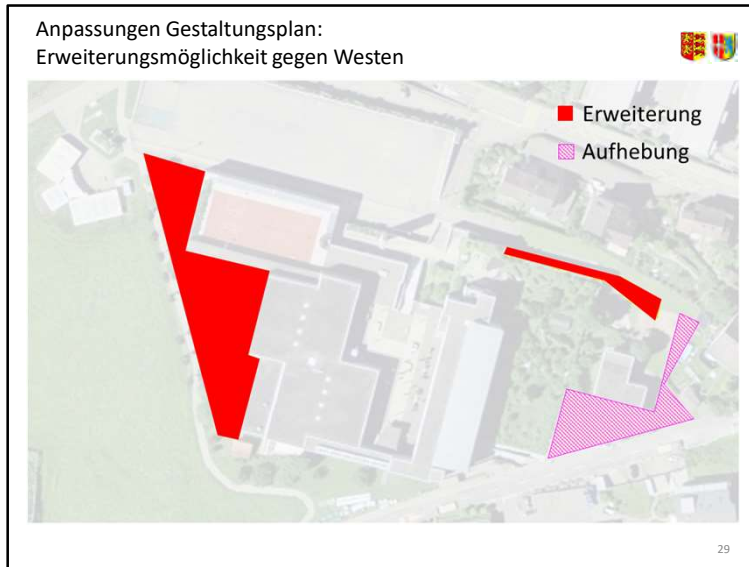 Anpassungen Gestaltungsplan:
Erweiterungsmöglichkeit gegen Westen
Erweiterung
Aufhebung
29